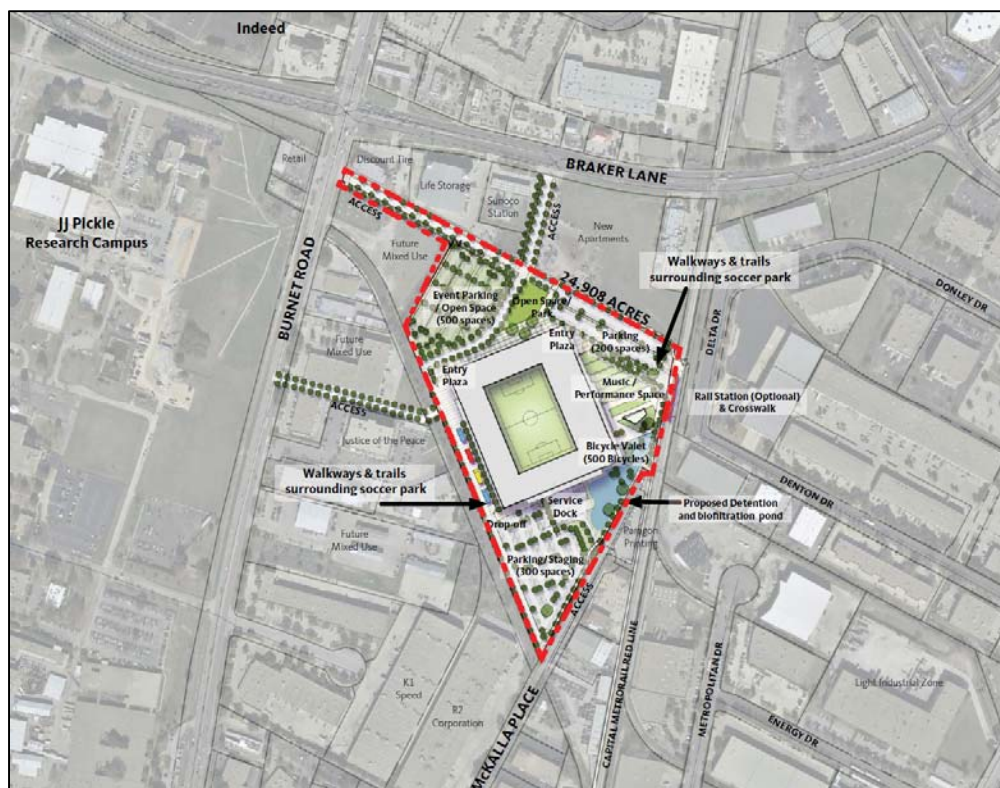 Indeed
BRAKER LANE
Retail
Discount Tire
Life Storage
Sunoco
Station
ACCESS
ACCESS
New
Apartments
JJ Pickle
Research Campus
BURNET ROAD
Future
Mixed Use
Walkways & trails
surrounding soccer park
24,908 ACRES
DONLEY DR
DELTA DR
Event Parking
/ Open Space
(500 spaces)
Open Space/
Park
Entry
Plaza
Parking
(200 spaces)
Future
Mixed Use
Entry
Plaza
Music /
Performance Space
Rail Station (Optional)
& Crosswalk
ACCESS
Justice of the Peace
Bicycle Valet
(500 Bicycles)
Walkways & trails
surrounding soccer park
DENTON DR
Service
Dock
Proposed Detention
and biofiltration pond
Drop-off
Future
Mixed Use
Paragon
Printing
Parking/Staging
(300 spaces)
ACCESS
K1
Speed
R2
Corporation
McKALLA PLACE
CAPITAL METRORAIL RED LINE
METROPOLITAN DR
Light Industrial Zone
ENERGY DR